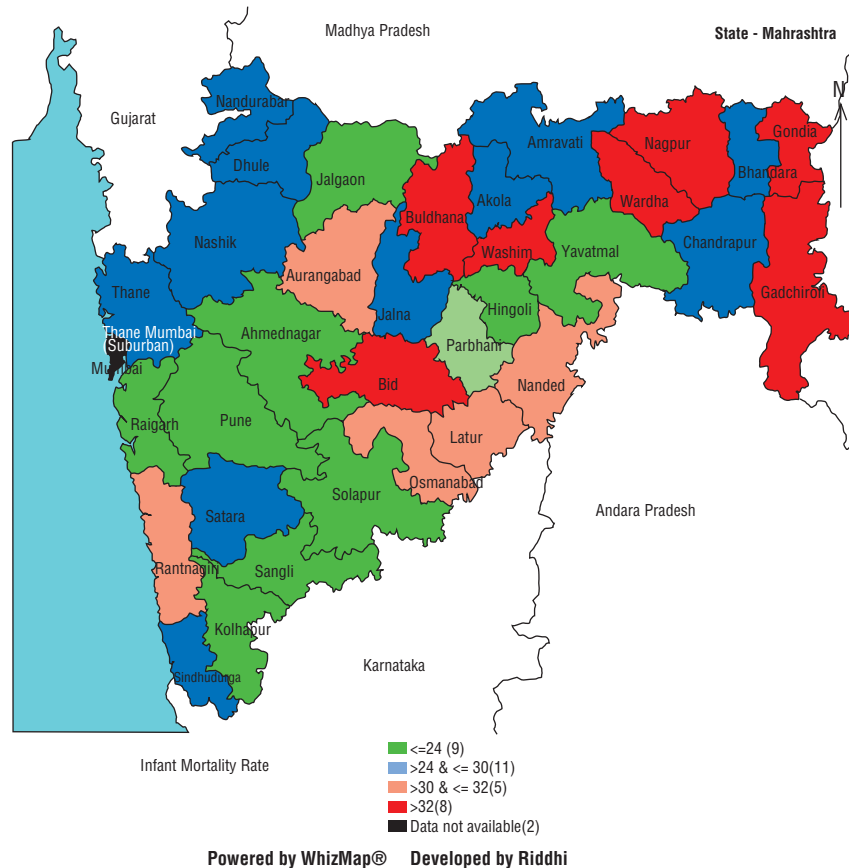 Madhya Pradesh
State - Mahrashtra
N
Gujarat
Nandurabar
Dhule
Jalgaon
Nashik
Aurangabad
Buldhana
Akola
Amravati
Nagpur
Wardha
Bhandara
Gondia
Washim
Yavatmal
Chandrapur
Gadchiroli
Thane
Thane Mumbai
(Suburban)
Mumbai
Jalna
Hingoli
Parbhani
Ahmednagar
Bid
Nanded
Raigarh
Pune
Latur
Osmanabad
Solapur
Satara
Andara Pradesh
Rantnagiri
Sangli
Kolhapur
Sindhudurga
Karnataka
Infant Mortality Rate
<=24 (9)
>24 & <= 30(11)
>30 & <= 32(5)
>32(8)
Data not available(2)
Powered by WhizMap® Developed by Riddhi